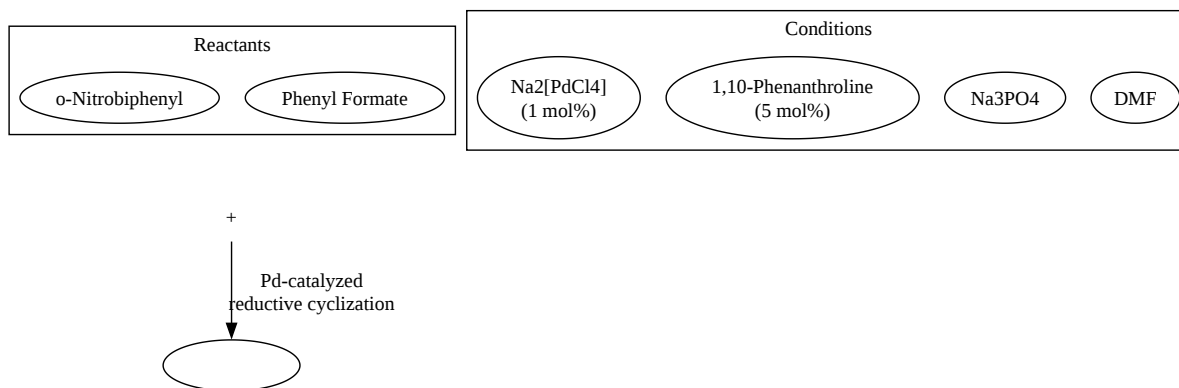 Reactants
o-Nitrobiphenyl
Phenyl Formate
Conditions
Na2[PdCl4]
(1 mol%)
1,10-Phenanthroline
(5 mol%)
Na3PO4
DMF
+
Pd-catalyzed
reductive cyclization